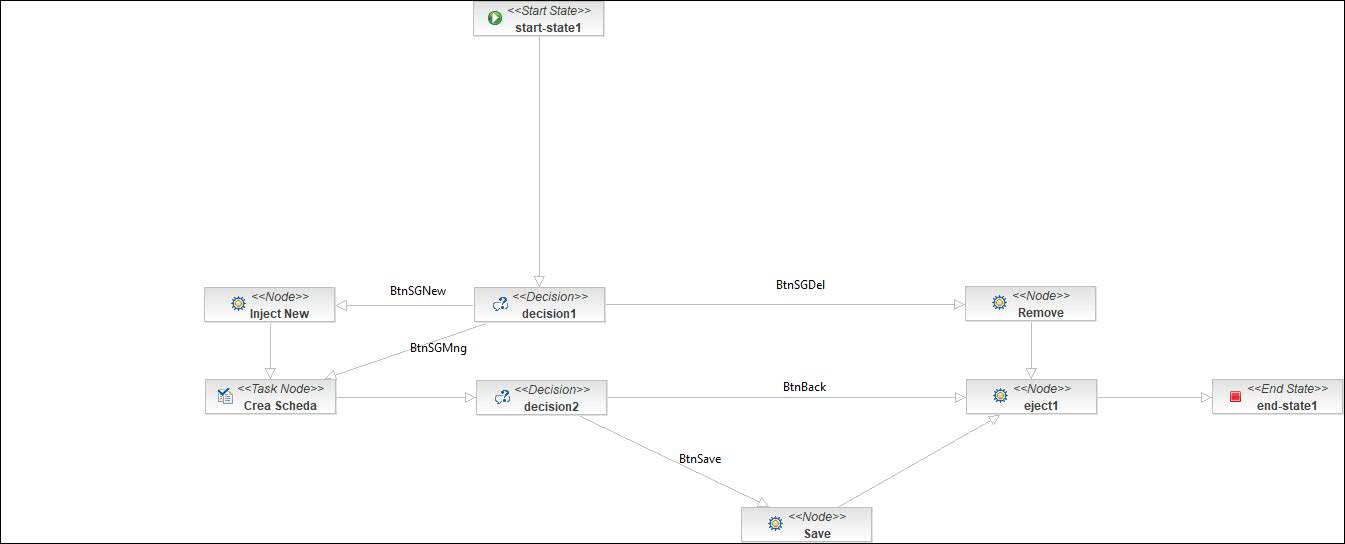 <<Start State>>
start-state1
BtnSGNew
BtnSGDel
<<Node>>
Inject New
<<Decision>>
decision1
<<Node>>
Remove
BtnSGMng
<<Task Node>>
Crea Scheda
<<Decision>>
decision2
BtnBack
<<Node>>
eject1
<<End State>>
end-state1
BtnSave
<<Node>>
Save